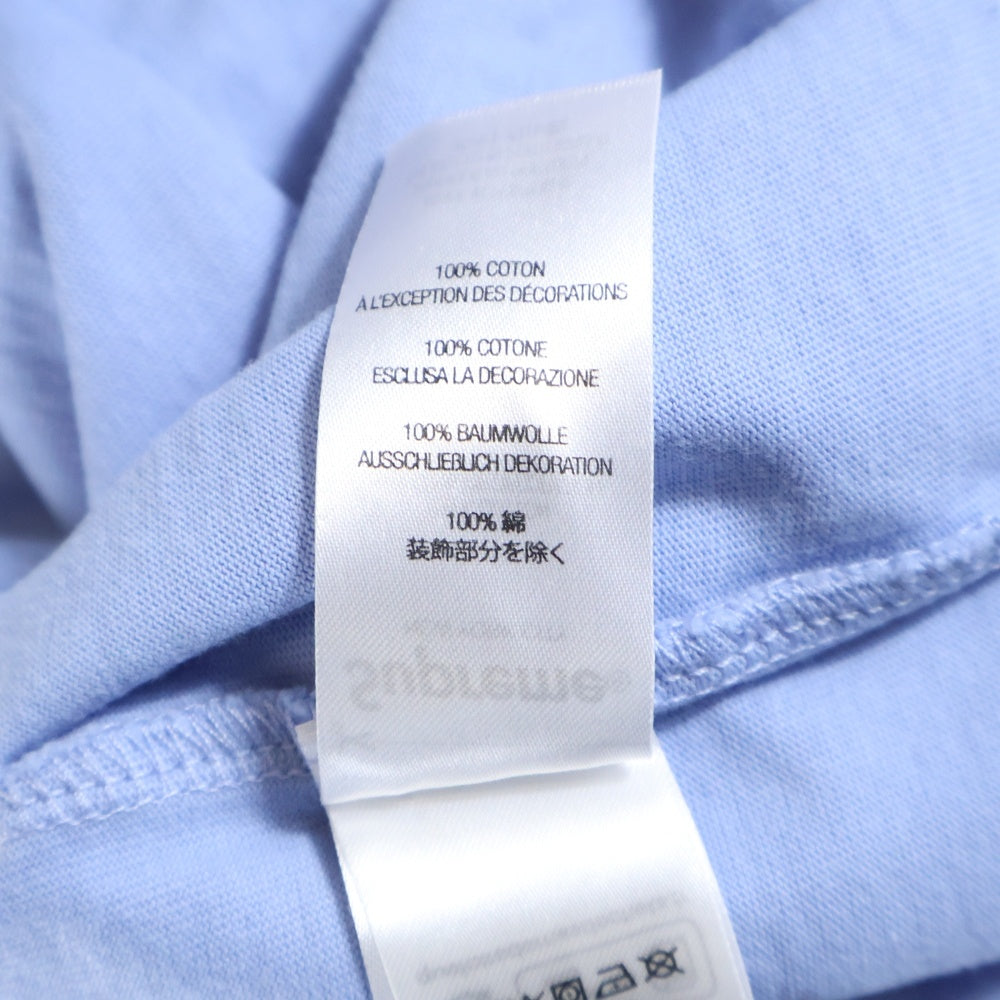 100% COTON
À L'EXCEPTION DES DÉCORATIONS
100% COTONE
ESCLUSA LA DECORAZIONE
100% BAUMWOLLE
AUSSCHLIEßLICH DEKORATION
100% 綿
装飾部分を除く
Supreme